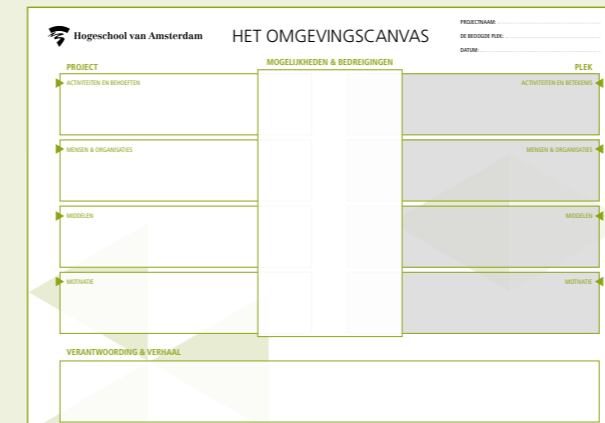 Hogeschool van Amsterdam
HET OMGEVINGSCANVAS
PROJECTNAAM:
DE BEOOGDE PLEK:
DATUM:
PROJECT
MOGELIJKHEDEN & BEDREIGINGEN
PLEK
ACTIVITEITEN EN BEHOEFTEN
ACTIVITEITEN EN BETEKENIS
MENSEN & ORGANISATIES
MENSEN & ORGANISATIES
MIDDELEN
MIDDELEN
MOTIVATIE
MOTIVATIE
VERANTWOORDING & VERHAAL